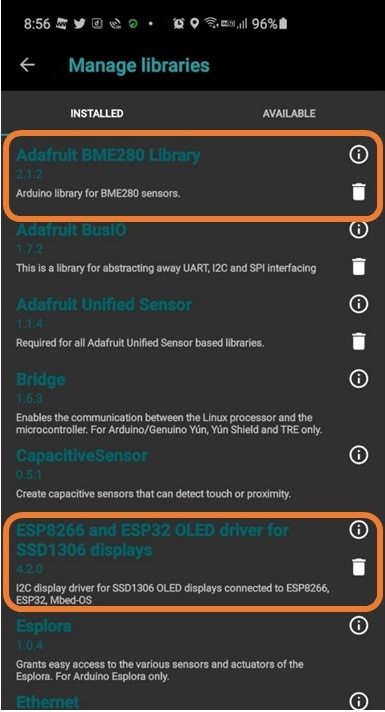 8:56
96%
Manage libraries
INSTALLED
AVAILABLE
Adafruit BME280 Library
2.1.2
Arduino library for BME280 sensors.
Adafruit BusIO
1.7.2
This is a library for abstracting away UART, I2C and SPI interfacing
Adafruit Unified Sensor
1.1.4
Required for all Adafruit Unified Sensor based libraries.
Bridge
1.6.3
Enables the communication between the Linux processor and the
microcontroller. For Arduino/Genuino Yún, Yún Shield and TRE only.
CapacitiveSensor
0.5.1
Create capacitive sensors that can detect touch or proximity.
ESP8266 and ESP32 OLED driver for
SSD1306 displays
4.2.0
I2C display driver for SSD1306 OLED displays connected to ESP8266,
ESP32, Mbed-OS
Esplora
1.0.4
Grants easy access to the various sensors and actuators of the
Esplora. For Arduino Esplora only.
Ethernet